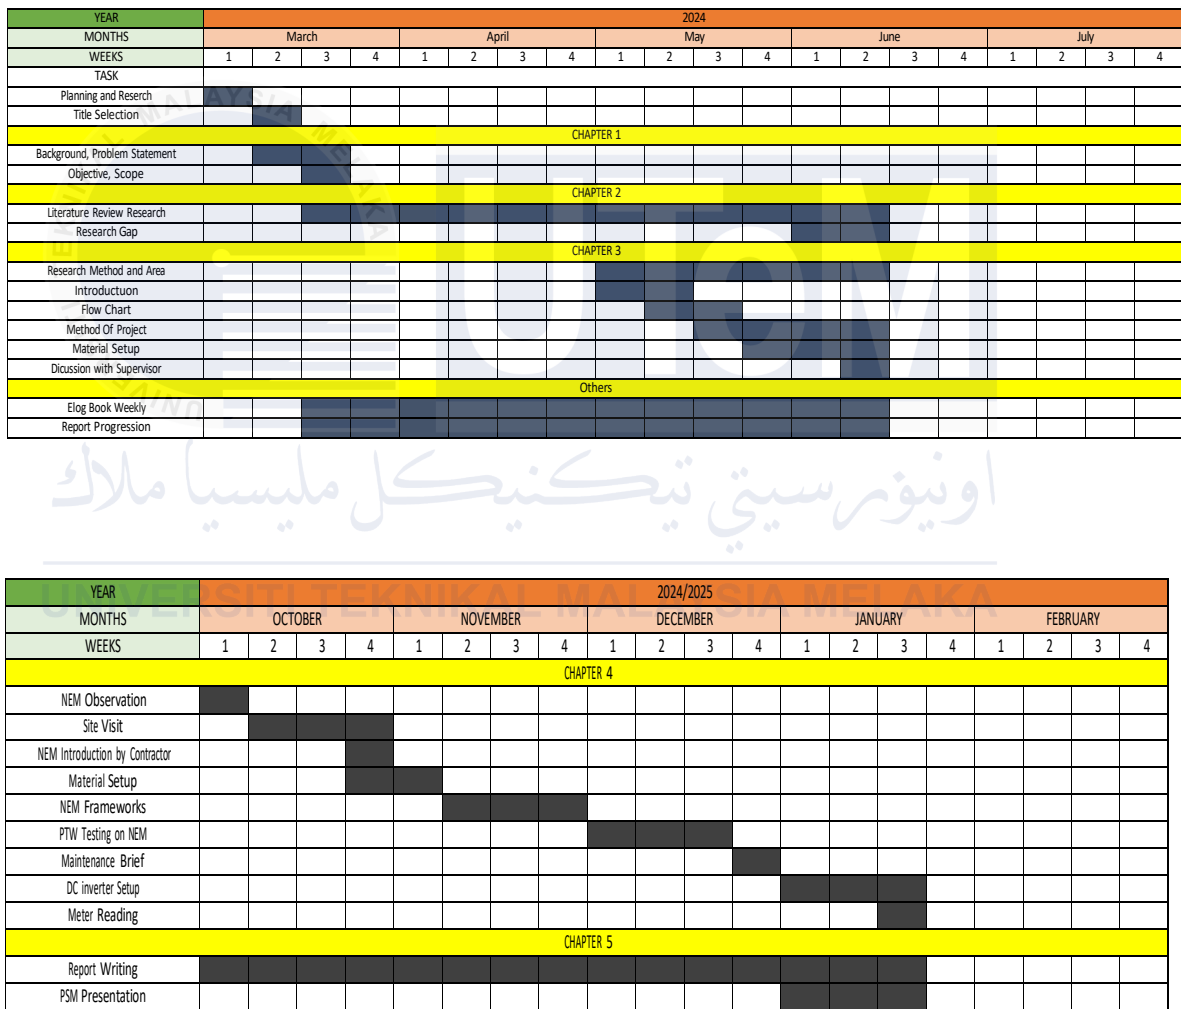 YEAR 2024
MONTHS March April May June July
WEEKS 1 2 3 4 1 2 3 4 1 2 3 4 1 2 3 4 1 2 3 4
TASK
Planning and Reserch
Title Selection
CHAPTER 1
Background, Problem Statement
Objective, Scope
CHAPTER 2
Literature Review Research
Research Gap
CHAPTER 3
Research Method and Area
Introductuon
Flow Chart
Method Of Project
Material Setup
Dicussion with Supervisor
Others
Elog Book Weekly
Report Progression
UTeM
اونيۏرسيتي تيكنيكل مليسيا ملاك
UNIVERSITI TEKNIKAL MALAYSIA MELAKA
YEAR 2024/2025
MONTHS OCTOBER NOVEMBER DECEMBER JANUARY FEBRUARY
WEEKS 1 2 3 4 1 2 3 4 1 2 3 4 1 2 3 4 1 2 3 4
CHAPTER 4
NEM Observation
Site Visit
NEM Introduction by Contractor
Material Setup
NEM Frameworks
PTW Testing on NEM
Maintenance Brief
DC inverter Setup
Meter Reading
CHAPTER 5
Report Writing
PSM Presentation